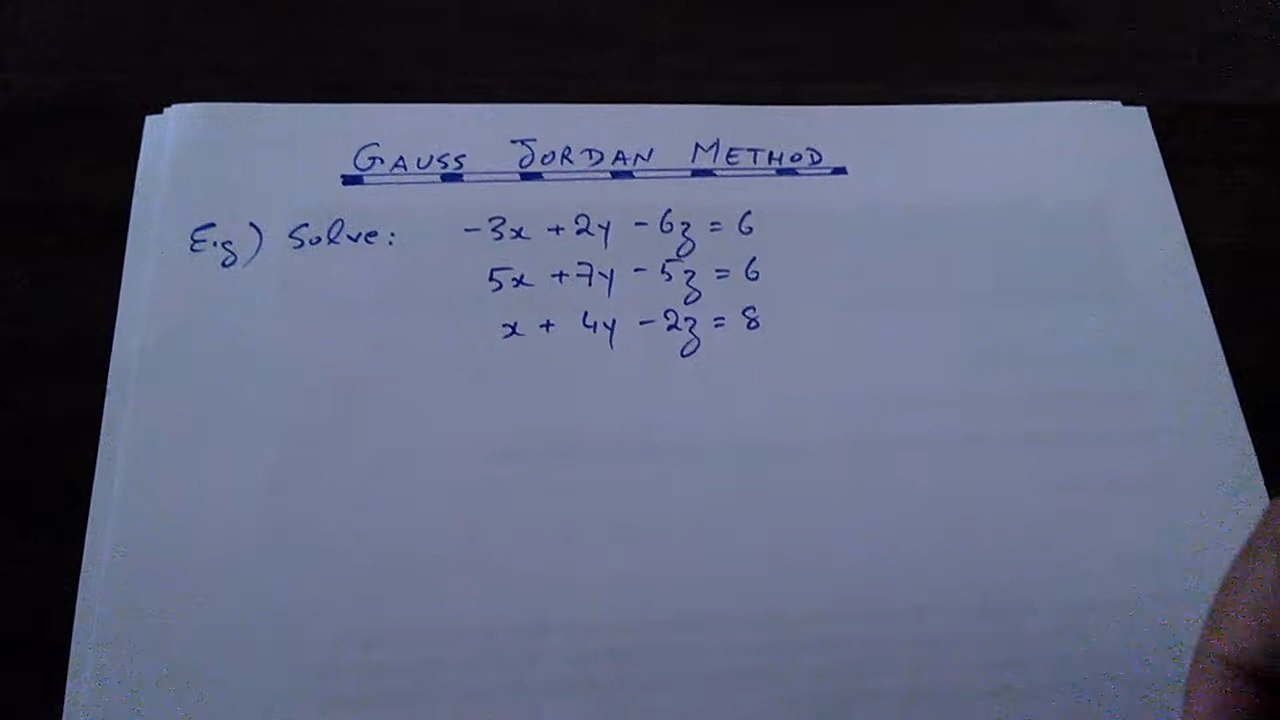 GAUSS JORDAN METHOD
E.g) Solve: -3x + 2y - 6z = 6
5x + 7y - 5z = 6
x + 4y - 2z = 8